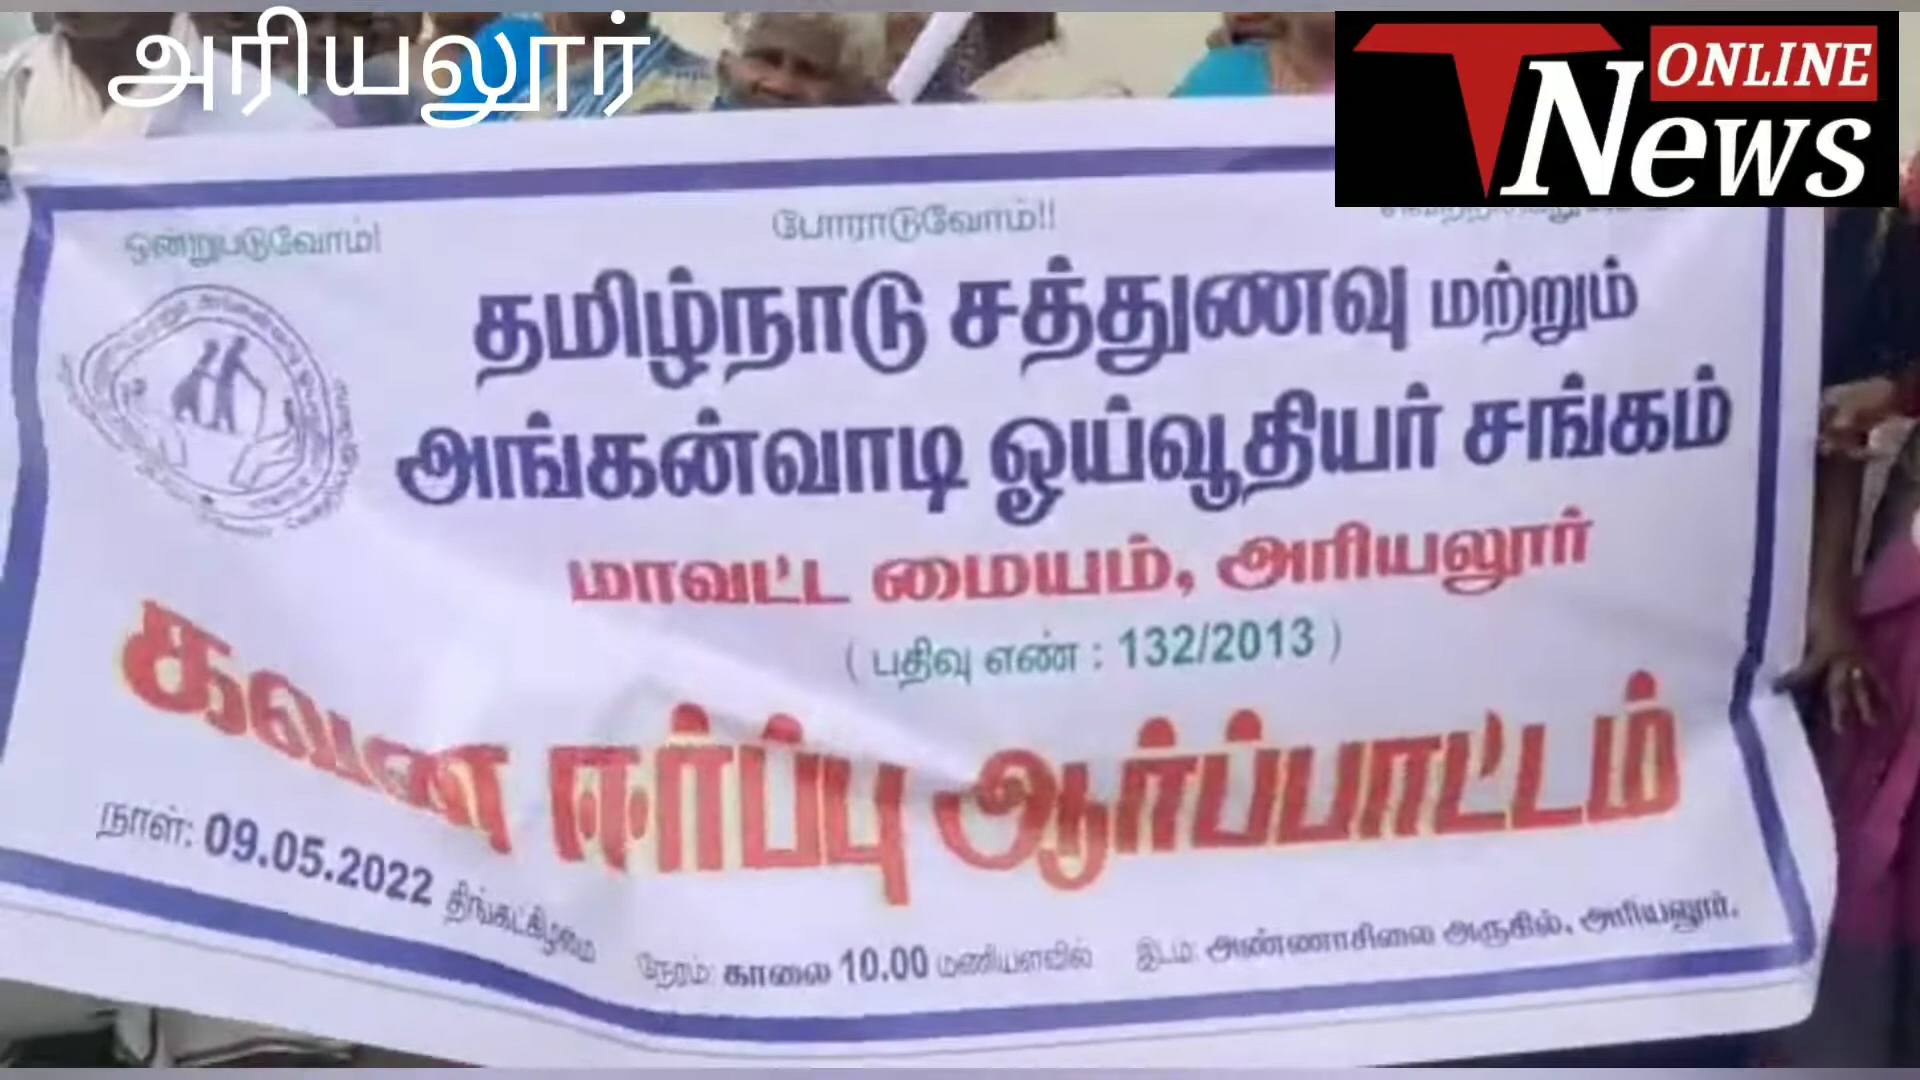 அரியலூர்
TN ONLINE
News
ஒன்றுபடுவோம்! போராடுவோம்!!
தமிழ்நாடு சத்துணவு மற்றும்
அங்கன்வாடி ஓய்வூதியர் சங்கம்
மாவட்ட மையம், அரியலூர்
( பதிவு எண் : 132/2013 )
கவன ஈர்ப்பு ஆர்ப்பாட்டம்
நாள்: 09.05.2022 திங்கட்கிழமை நேரம்: காலை 10.00 மணியளவில் இடம்: அண்ணாசிலை அருகில், அரியலூர்.